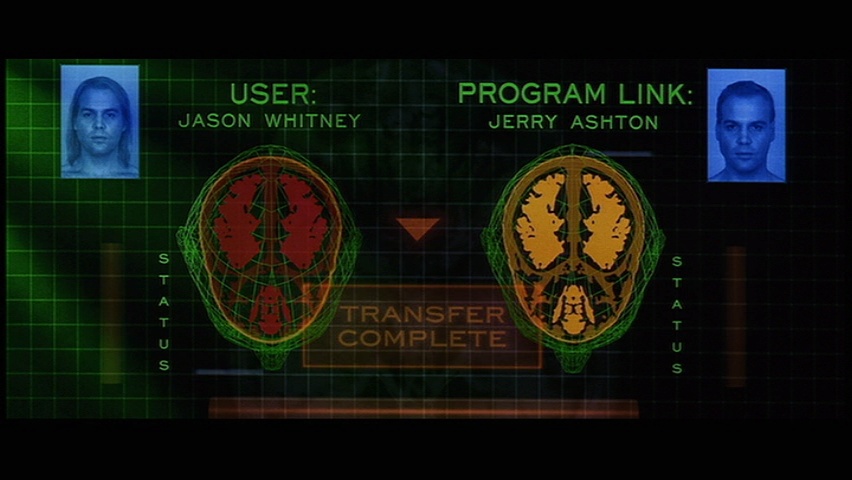 USER:
JASON WHITNEY
PROGRAM LINK:
JERRY ASHTON
STATUS
STATUS
TRANSFER
COMPLETE